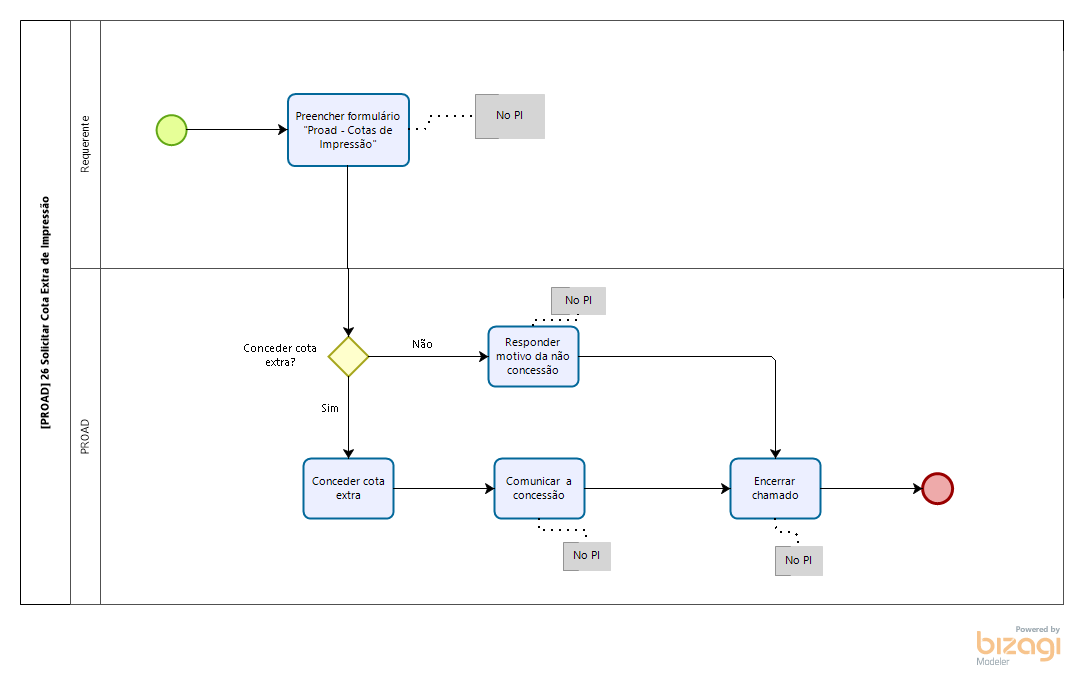 [PROAD] 26 Solicitar Cota Extra de Impressão
Requerente
Preencher formulário
"Proad - Cotas de
Impressão"
No PI
PROAD
No PI
Conceder cota
extra?
Não
Responder
motivo da não
concessão
Sim
Conceder cota
extra
Comunicar a
concessão
Encerrar
chamado
No PI
No PI
Powered by
bizagi
Modeler